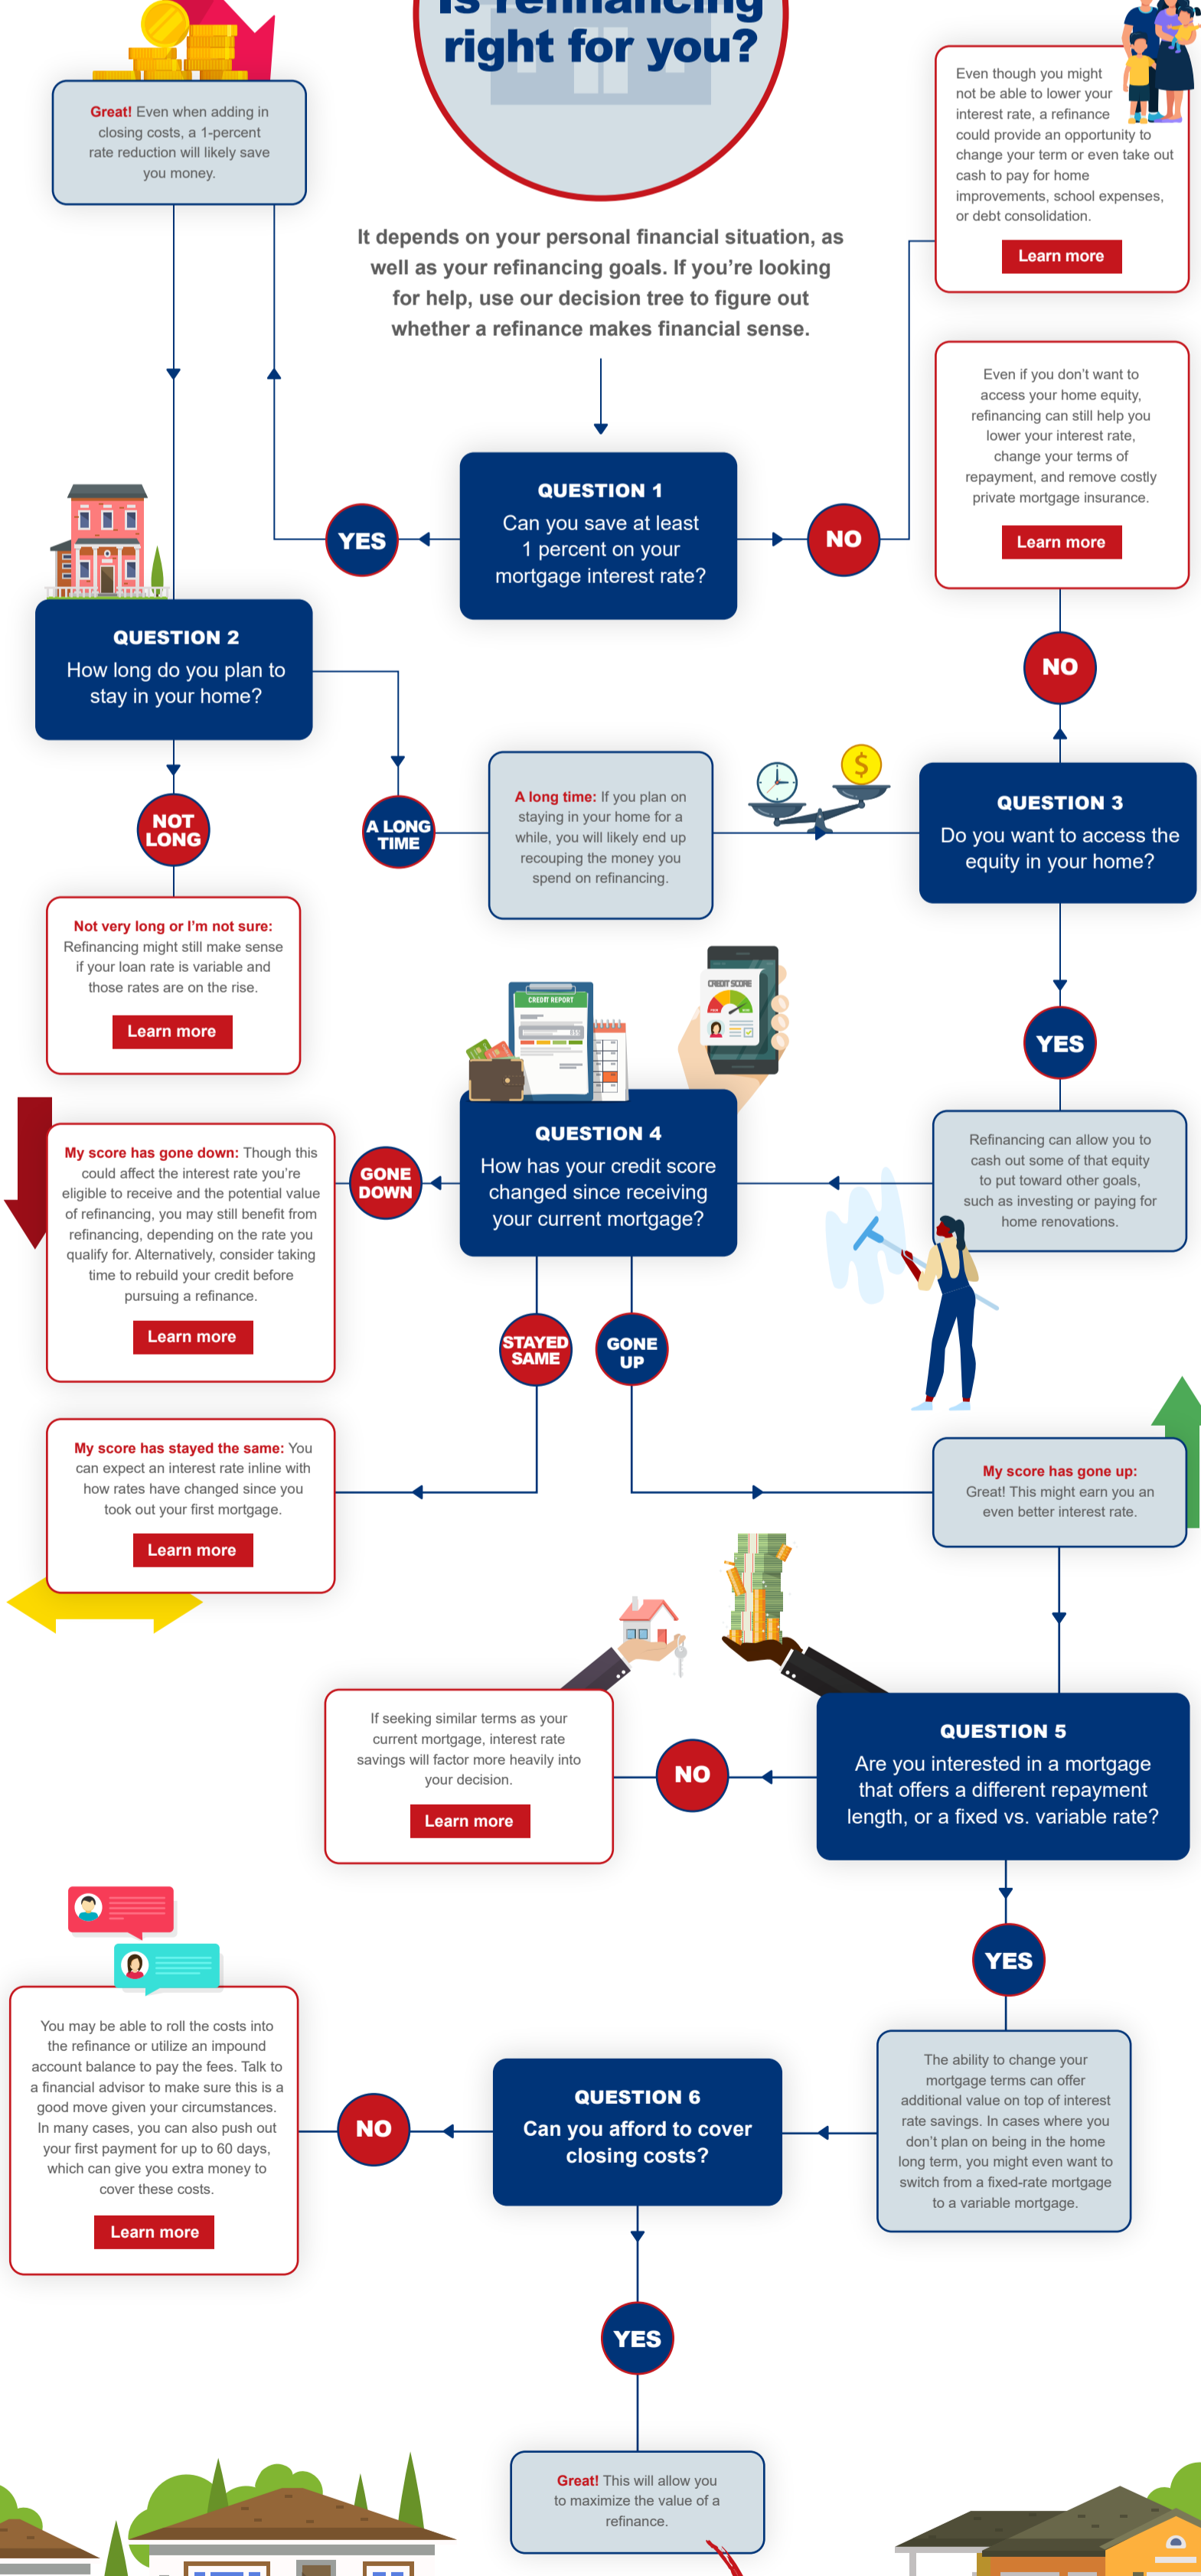 Is refinancing
right for you?
Great! Even when adding in
closing costs, a 1-percent
rate reduction will likely save
you money.
Even though you might
not be able to lower your
interest rate, a refinance
could provide an opportunity to
change your term or even take out
cash to pay for home
improvements, school expenses,
or debt consolidation.
Learn more
It depends on your personal financial situation, as
well as your refinancing goals. If you’re looking
for help, use our decision tree to figure out
whether a refinance makes financial sense.
Even if you don’t want to
access your home equity,
refinancing can still help you
lower your interest rate,
change your terms of
repayment, and remove costly
private mortgage insurance.
Learn more
QUESTION 1
Can you save at least
1 percent on your
mortgage interest rate?
YES
NO
QUESTION 2
How long do you plan to
stay in your home?
NO
NOT
LONG
A LONG
TIME
A long time: If you plan on
staying in your home for a
while, you will likely end up
recouping the money you
spend on refinancing.
$
QUESTION 3
Do you want to access the
equity in your home?
Not very long or I’m not sure:
Refinancing might still make sense
if your loan rate is variable and
those rates are on the rise.
Learn more
CREDIT REPORT
CREDIT SCORE
YES
QUESTION 4
How has your credit score
changed since receiving
your current mortgage?
Refinancing can allow you to
cash out some of that equity
to put toward other goals,
such as investing or paying for
home renovations.
GONE
DOWN
My score has gone down: Though this
could affect the interest rate you’re
eligible to receive and the potential value
of refinancing, you may still benefit from
refinancing, depending on the rate you
qualify for. Alternatively, consider taking
time to rebuild your credit before
pursuing a refinance.
Learn more
STAYED
SAME
GONE
UP
My score has stayed the same: You
can expect an interest rate inline with
how rates have changed since you
took out your first mortgage.
Learn more
My score has gone up:
Great! This might earn you an
even better interest rate.
If seeking similar terms as your
current mortgage, interest rate
savings will factor more heavily into
your decision.
Learn more
NO
QUESTION 5
Are you interested in a mortgage
that offers a different repayment
length, or a fixed vs. variable rate?
YES
You may be able to roll the costs into
the refinance or utilize an impound
account balance to pay the fees. Talk to
a financial advisor to make sure this is a
good move given your circumstances.
In many cases, you can also push out
your first payment for up to 60 days,
which can give you extra money to
cover these costs.
Learn more
NO
QUESTION 6
Can you afford to cover
closing costs?
The ability to change your
mortgage terms can offer
additional value on top of interest
rate savings. In cases where you
don’t plan on being in the home
long term, you might even want to
switch from a fixed-rate mortgage
to a variable mortgage.
YES
Great! This will allow you
to maximize the value of a
refinance.